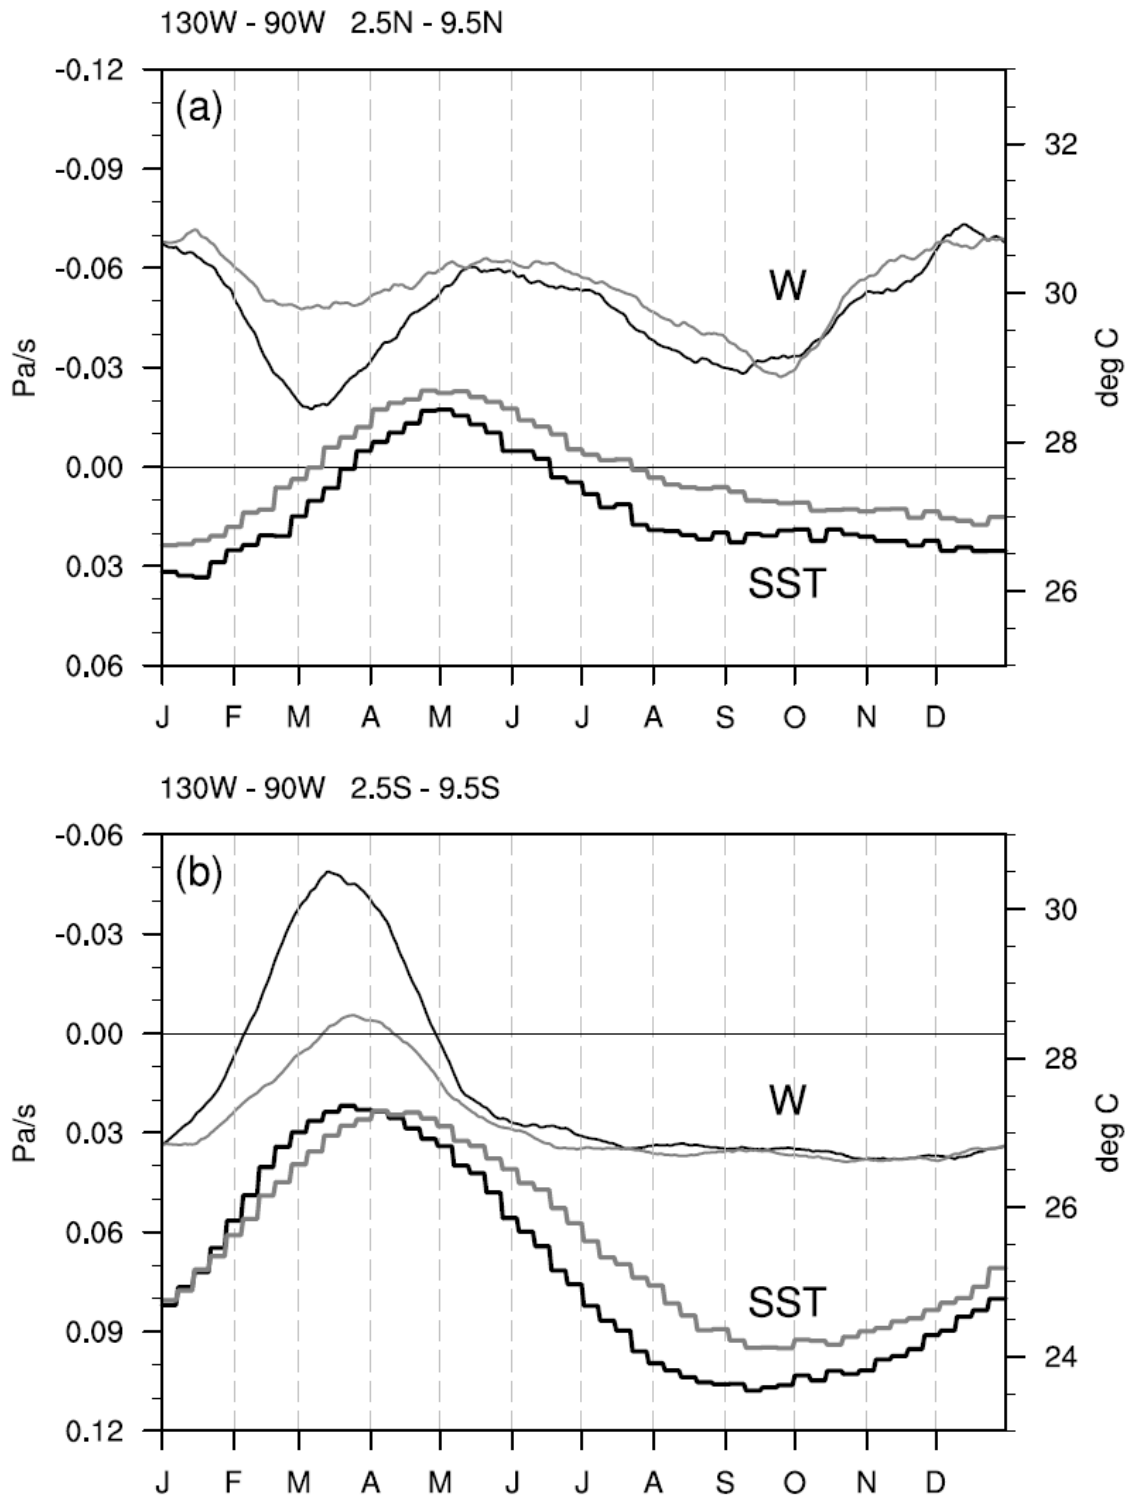 130W - 90W 2.5N - 9.5N
(a)
-0.12
-0.09
-0.06
-0.03
0.00
0.03
0.06
Pa/s
32
30
28
26
deg C
W
SST
J F M A M J J A S O N D
130W - 90W 2.5S - 9.5S
(b)
-0.06
-0.03
0.00
0.03
0.06
0.09
0.12
Pa/s
30
28
26
24
deg C
W
SST
J F M A M J J A S O N D